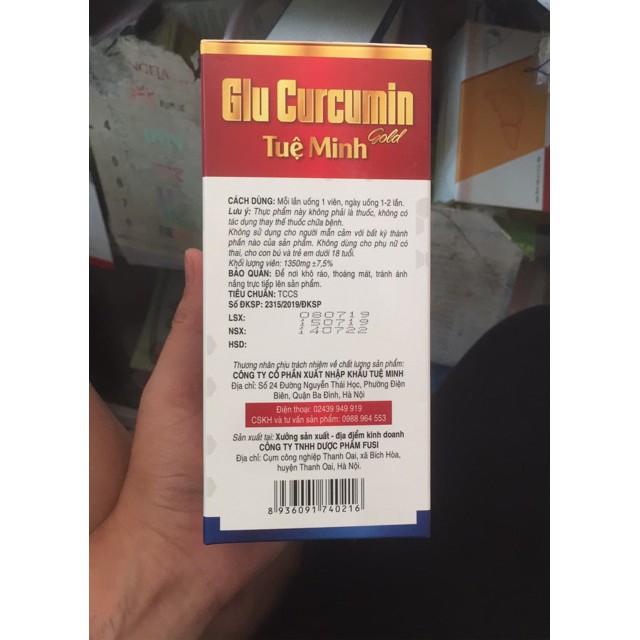 Glu Curcumin
Gold
Tuệ Minh
CÁCH DÙNG: Mỗi lần uống 1 viên, ngày uống 1-2 lần.
Lưu ý: Thực phẩm này không phải là thuốc, không có
tác dụng thay thế thuốc chữa bệnh.
Không sử dụng cho người mẫn cảm với bất kỳ thành
phần nào của sản phẩm. Không dùng cho phụ nữ có
thai, cho con bú và trẻ em dưới 18 tuổi.
Khối lượng viên: 1350mg ±7,5%
BẢO QUẢN: Để nơi khô ráo, thoáng mát, tránh ánh
nắng trực tiếp lên sản phẩm.
TIÊU CHUẨN: TCCS
Số ĐKSP: 2315/2019/ĐKSP
LSX: 080719
NSX: 150719
HSD: 140722
Thương nhân chịu trách nhiệm về chất lượng sản phẩm:
CÔNG TY CỔ PHẦN XUẤT NHẬP KHẨU TUỆ MINH
Địa chỉ: Số 24 Đường Nguyễn Thái Học, Phường Điện
Biên, Quận Ba Đình, Hà Nội
Điện thoại: 02439 949 919
CSKH và tư vấn sản phẩm: 0988 964 553
Sản xuất tại: Xưởng sản xuất - địa điểm kinh doanh
CÔNG TY TNHH DƯỢC PHẨM FUSI
Địa chỉ: Cụm công nghiệp Thanh Oai, xã Bích Hòa,
huyện Thanh Oai, Hà Nội.
8 936091 740216